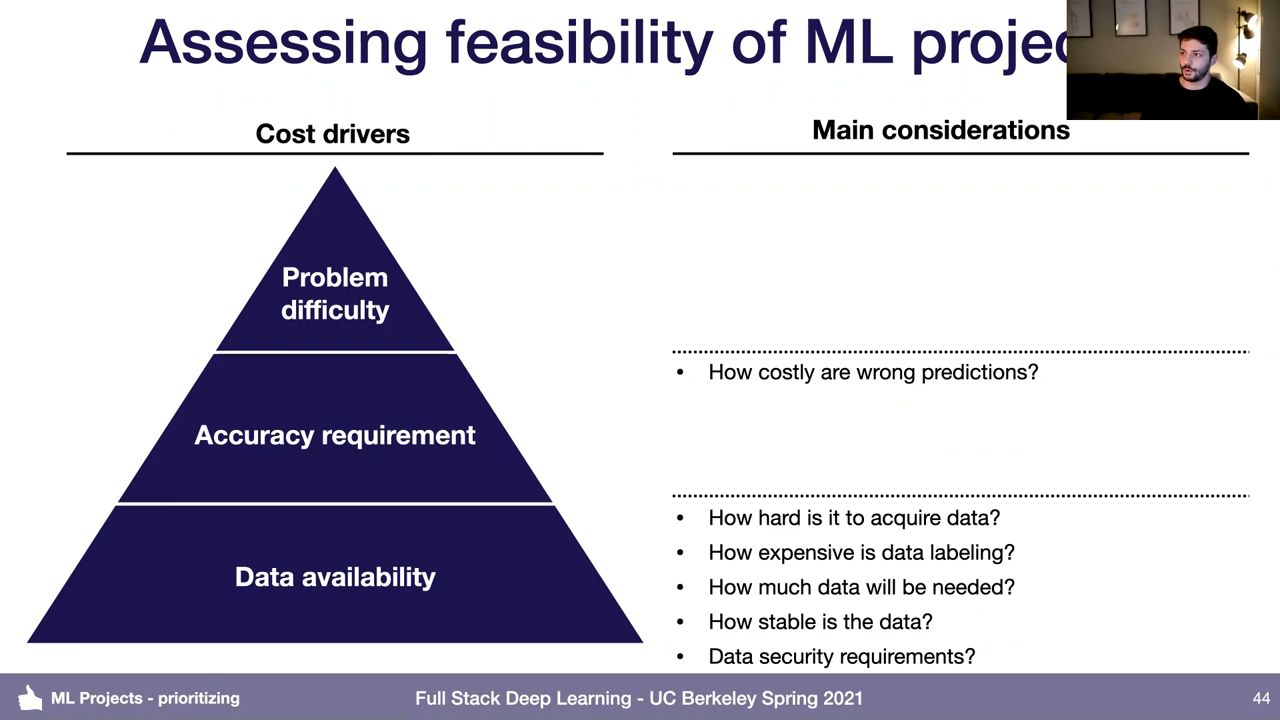 Assessing feasibility of ML projec
Cost drivers
Main considerations
Problem
difficulty
• How costly are wrong predictions?
Accuracy requirement
• How hard is it to acquire data?
• How expensive is data labeling?
Data availability
• How much data will be needed?
• How stable is the data?
• Data security requirements?
ML Projects - prioritizing
Full Stack Deep Learning - UC Berkeley Spring 2021
44